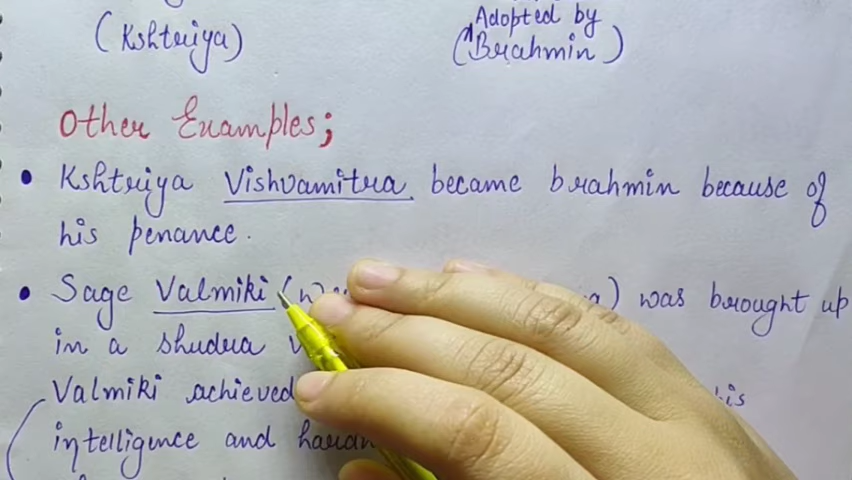 (Kshtriya)
Adopted by
(Brahmin)
Other Examples;
• Kshtriya Vishvamitra became brahmin because of
his penance.
• Sage Valmiki ( ) was brought up
in a shudra
Valmiki achieved his
intelligence and